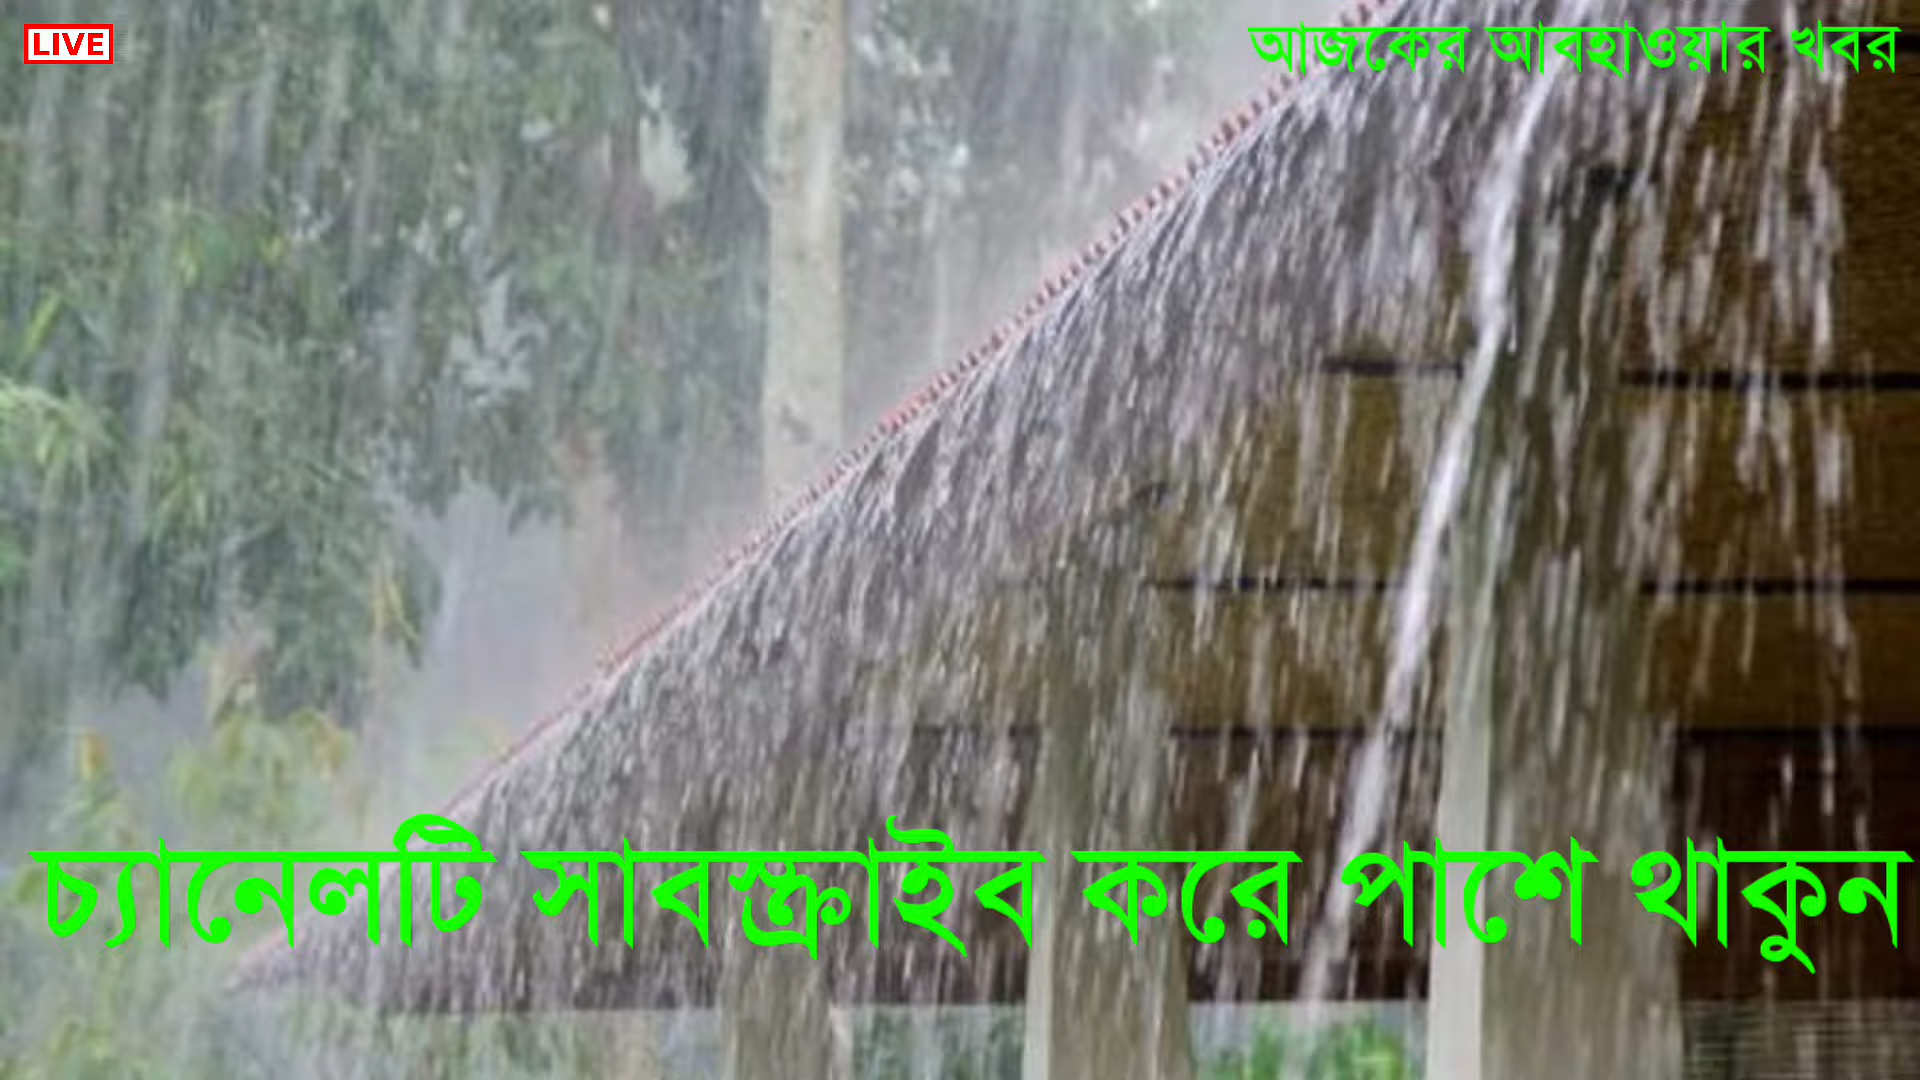 LIVE
আজকের আবহাওয়ার খবর
চ্যানেলটি সাবস্ক্রাইব করে পাশে থাকুন